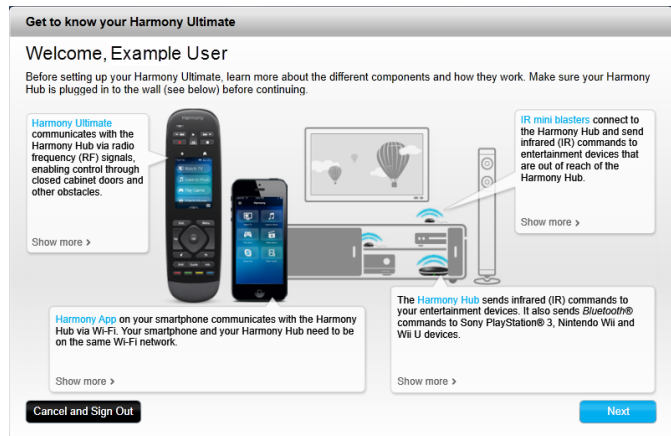 Get to know your Harmony Ultimate
Welcome, Example User
Before setting up your Harmony Ultimate, learn more about the different components and how they work. Make sure your Harmony
Hub is plugged in to the wall (see below) before continuing.
Harmony Ultimate
communicates with the
Harmony Hub via radio
frequency (RF) signals,
enabling control through
closed cabinet doors and
other obstacles.
Show more >
Harmony
Watch TV
Play Game
Harmony
IR mini blasters connect to
the Harmony Hub and send
infrared (IR) commands to
entertainment devices that
are out of reach of the
Harmony Hub.
Show more >
Harmony App on your smartphone communicates with the Harmony
Hub via Wi-Fi. Your smartphone and your Harmony Hub need to be
on the same Wi-Fi network.
Show more >
The Harmony Hub sends infrared (IR) commands to
your entertainment devices. It also sends Bluetooth®
commands to Sony PlayStation® 3, Nintendo Wii and
Wii U devices.
Show more >
Cancel and Sign Out
Next